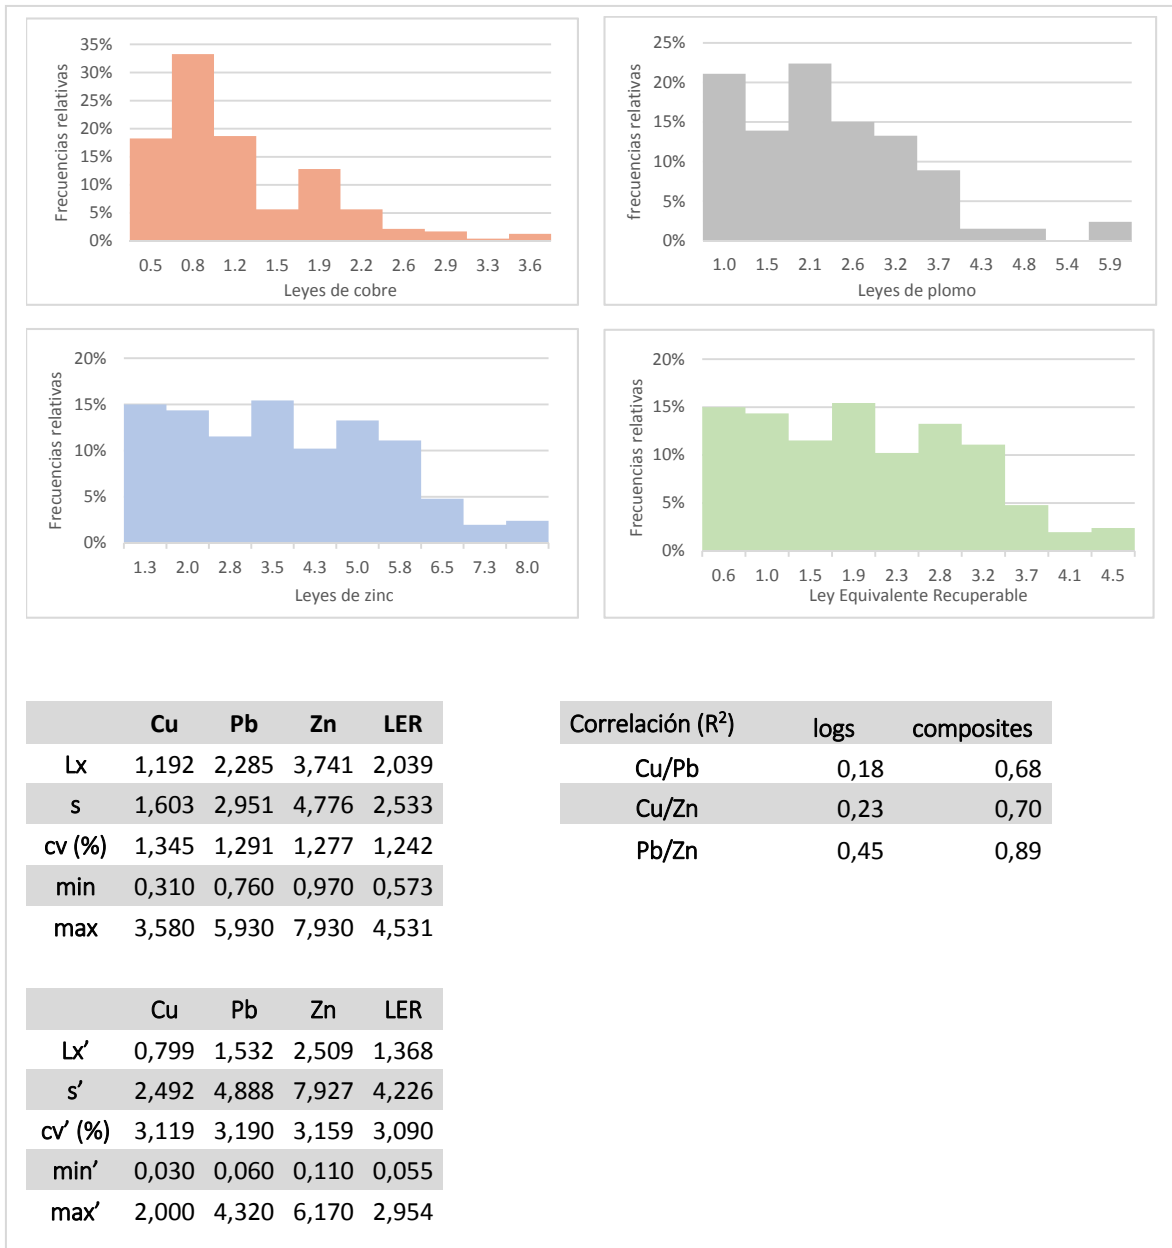 35%
30%
25%
20%
15%
10%
5%
0%
Frecuencias relativas
0.5 0.8 1.2 1.5 1.9 2.2 2.6 2.9 3.3 3.6
Leyes de cobre
25%
20%
15%
10%
5%
0%
frecuencias relativas
1.0 1.5 2.1 2.6 3.2 3.7 4.3 4.8 5.4 5.9
Leyes de plomo
20%
15%
10%
5%
0%
Frecuencias relativas
1.3 2.0 2.8 3.5 4.3 5.0 5.8 6.5 7.3 8.0
Leyes de zinc
20%
15%
10%
5%
0%
Frecuencias relativas
0.6 1.0 1.5 1.9 2.3 2.8 3.2 3.7 4.1 4.5
Ley Equivalente Recuperable
Cu Pb Zn LER
Lx 1,192 2,285 3,741 2,039
s 1,603 2,951 4,776 2,533
cv (%) 1,345 1,291 1,277 1,242
min 0,310 0,760 0,970 0,573
max 3,580 5,930 7,930 4,531
Correlación (R²) logs composites
Cu/Pb 0,18 0,68
Cu/Zn 0,23 0,70
Pb/Zn 0,45 0,89
Cu Pb Zn LER
Lx’ 0,799 1,532 2,509 1,368
s’ 2,492 4,888 7,927 4,226
cv’ (%) 3,119 3,190 3,159 3,090
min’ 0,030 0,060 0,110 0,055
max’ 2,000 4,320 6,170 2,954